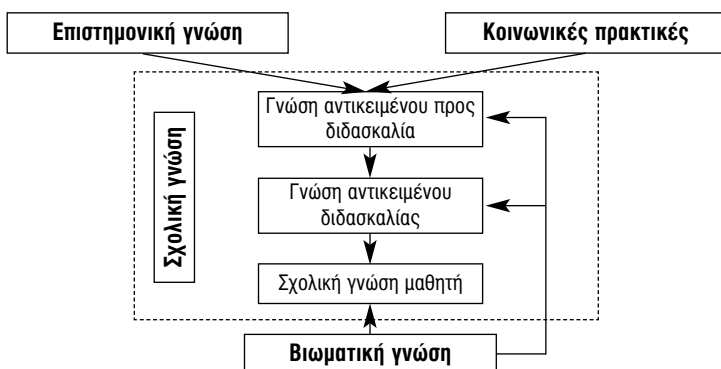 Επιστημονική γνώση
Κοινωνικές πρακτικές
Σχολική γνώση
Γνώση αντικειμένου προς
διδασκαλία
Γνώση αντικειμένου
διδασκαλίας
Σχολική γνώση μαθητή
Βιωματική γνώση